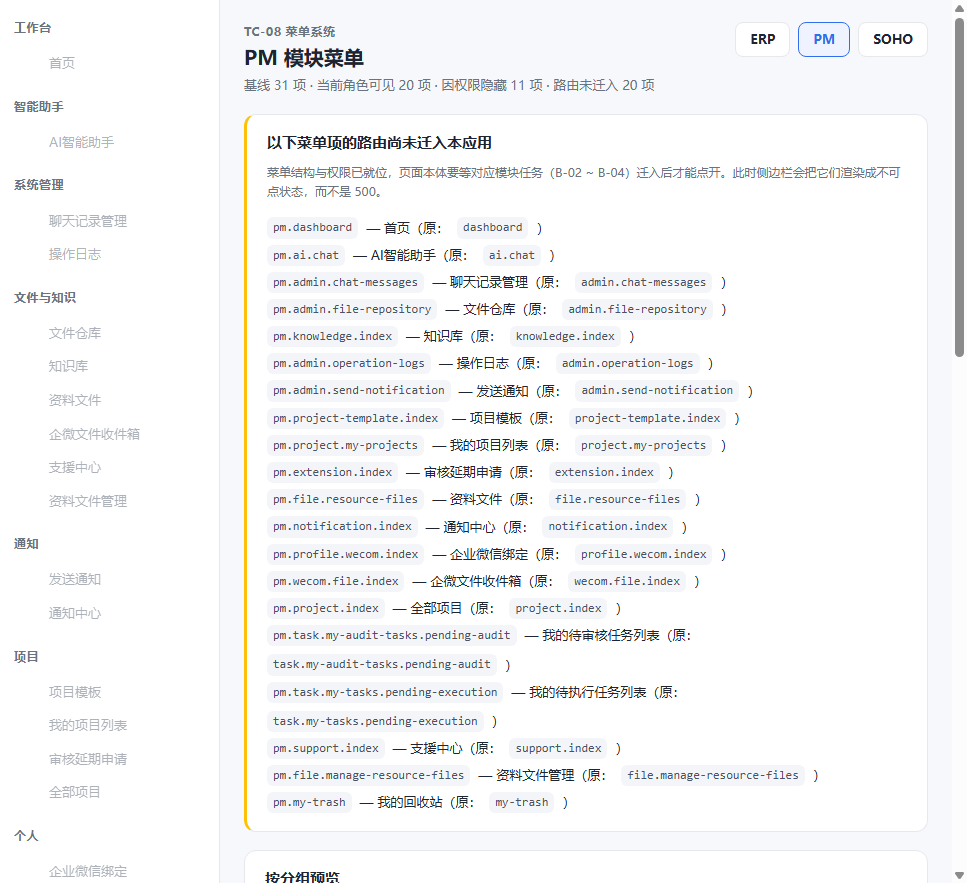 工作台
首页
智能助手
AI智能助手
系统管理
聊天记录管理
操作日志
文件与知识
文件仓库
知识库
资料文件
企微文件收件箱
支援中心
资料文件管理
通知
发送通知
通知中心
项目
项目模板
我的项目列表
审核延期申请
全部项目
个人
企业微信绑定
TC-08 菜单系统
PM 模块菜单
基线 31 项 · 当前角色可见 20 项 · 因权限隐藏 11 项 · 路由未迁入 20 项
ERP PM SOHO
以下菜单项的路由尚未迁入本应用
菜单结构与权限已就位，页面本体要等对应模块任务（B-02 ~ B-04）迁入后才能点开。此时侧边栏会把它们渲染成不可
点状态，而不是 500。
pm.dashboard — 首页（原： dashboard ）
pm.ai.chat — AI智能助手（原： ai.chat ）
pm.admin.chat-messages — 聊天记录管理（原： admin.chat-messages ）
pm.admin.file-repository — 文件仓库（原： admin.file-repository ）
pm.knowledge.index — 知识库（原： knowledge.index ）
pm.admin.operation-logs — 操作日志（原： admin.operation-logs ）
pm.admin.send-notification — 发送通知（原： admin.send-notification ）
pm.project-template.index — 项目模板（原： project-template.index ）
pm.project.my-projects — 我的项目列表（原： project.my-projects ）
pm.extension.index — 审核延期申请（原： extension.index ）
pm.file.resource-files — 资料文件（原： file.resource-files ）
pm.notification.index — 通知中心（原： notification.index ）
pm.profile.wecom.index — 企业微信绑定（原： profile.wecom.index ）
pm.wecom.file.index — 企微文件收件箱（原： wecom.file.index ）
pm.project.index — 全部项目（原： project.index ）
pm.task.my-audit-tasks.pending-audit — 我的待审核任务列表（原：
task.my-audit-tasks.pending-audit ）
pm.task.my-tasks.pending-execution — 我的待执行任务列表（原：
task.my-tasks.pending-execution ）
pm.support.index — 支援中心（原： support.index ）
pm.file.manage-resource-files — 资料文件管理（原： file.manage-resource-files ）
pm.my-trash — 我的回收站（原： my-trash ）
按分组预览